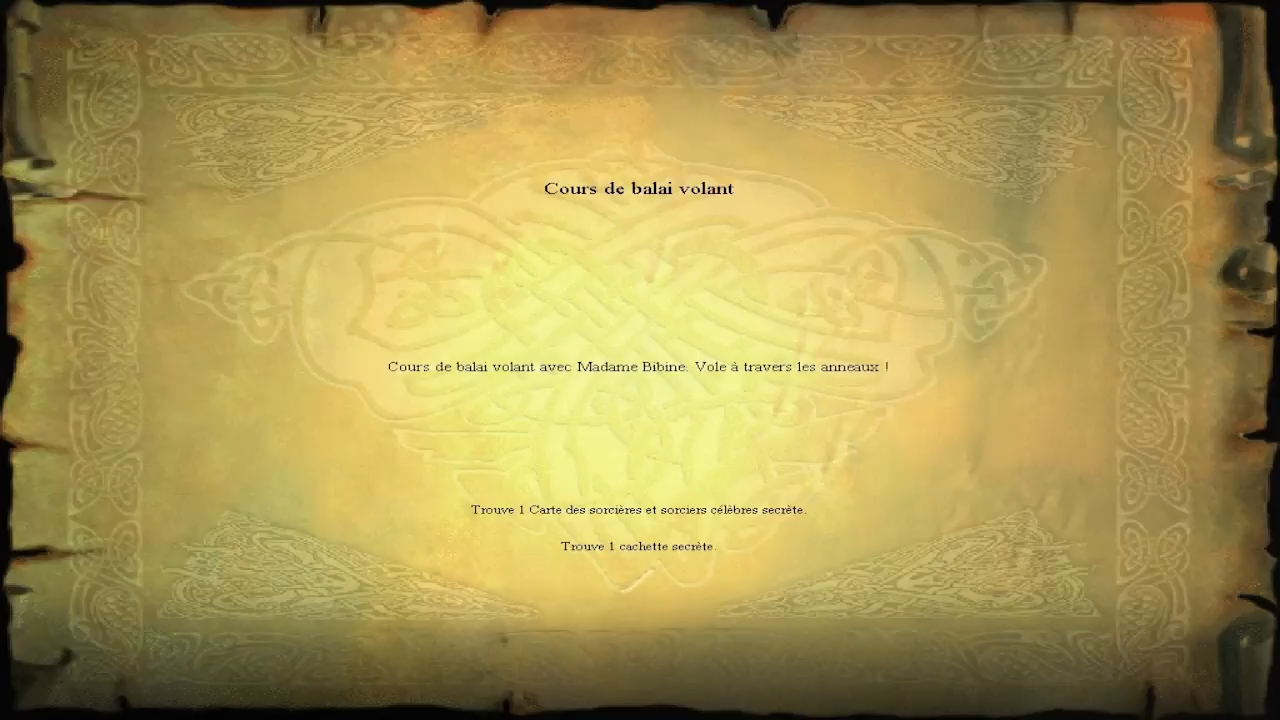 Cours de balai volant
Cours de balai volant avec Madame Bibine. Vole à travers les anneaux !
Trouve 1 Carte des sorcières et sorciers célèbres secrète.
Trouve 1 cachette secrète.